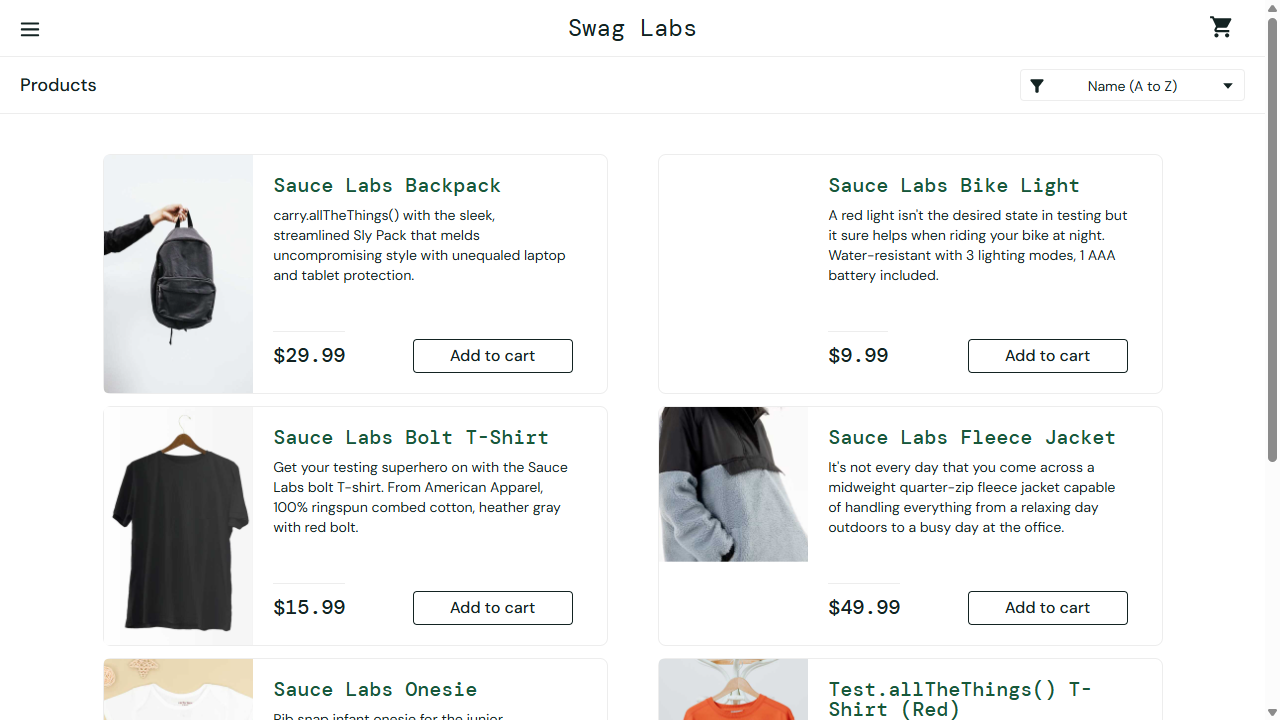 Swag Labs
Products
Name (A to Z)
Sauce Labs Backpack
carry.allTheThings() with the sleek,
streamlined Sly Pack that melds
uncompromising style with unequaled laptop
and tablet protection.
$29.99
Add to cart
Sauce Labs Bike Light
A red light isn't the desired state in testing but
it sure helps when riding your bike at night.
Water-resistant with 3 lighting modes, 1 AAA
battery included.
$9.99
Add to cart
Sauce Labs Bolt T-Shirt
Get your testing superhero on with the Sauce
Labs bolt T-shirt. From American Apparel,
100% ringspun combed cotton, heather gray
with red bolt.
$15.99
Add to cart
Sauce Labs Fleece Jacket
It's not every day that you come across a
midweight quarter-zip fleece jacket capable
of handling everything from a relaxing day
outdoors to a busy day at the office.
$49.99
Add to cart
Sauce Labs Onesie
Rib snap infant onesie for the junior
Test.allTheThings() T-
Shirt (Red)